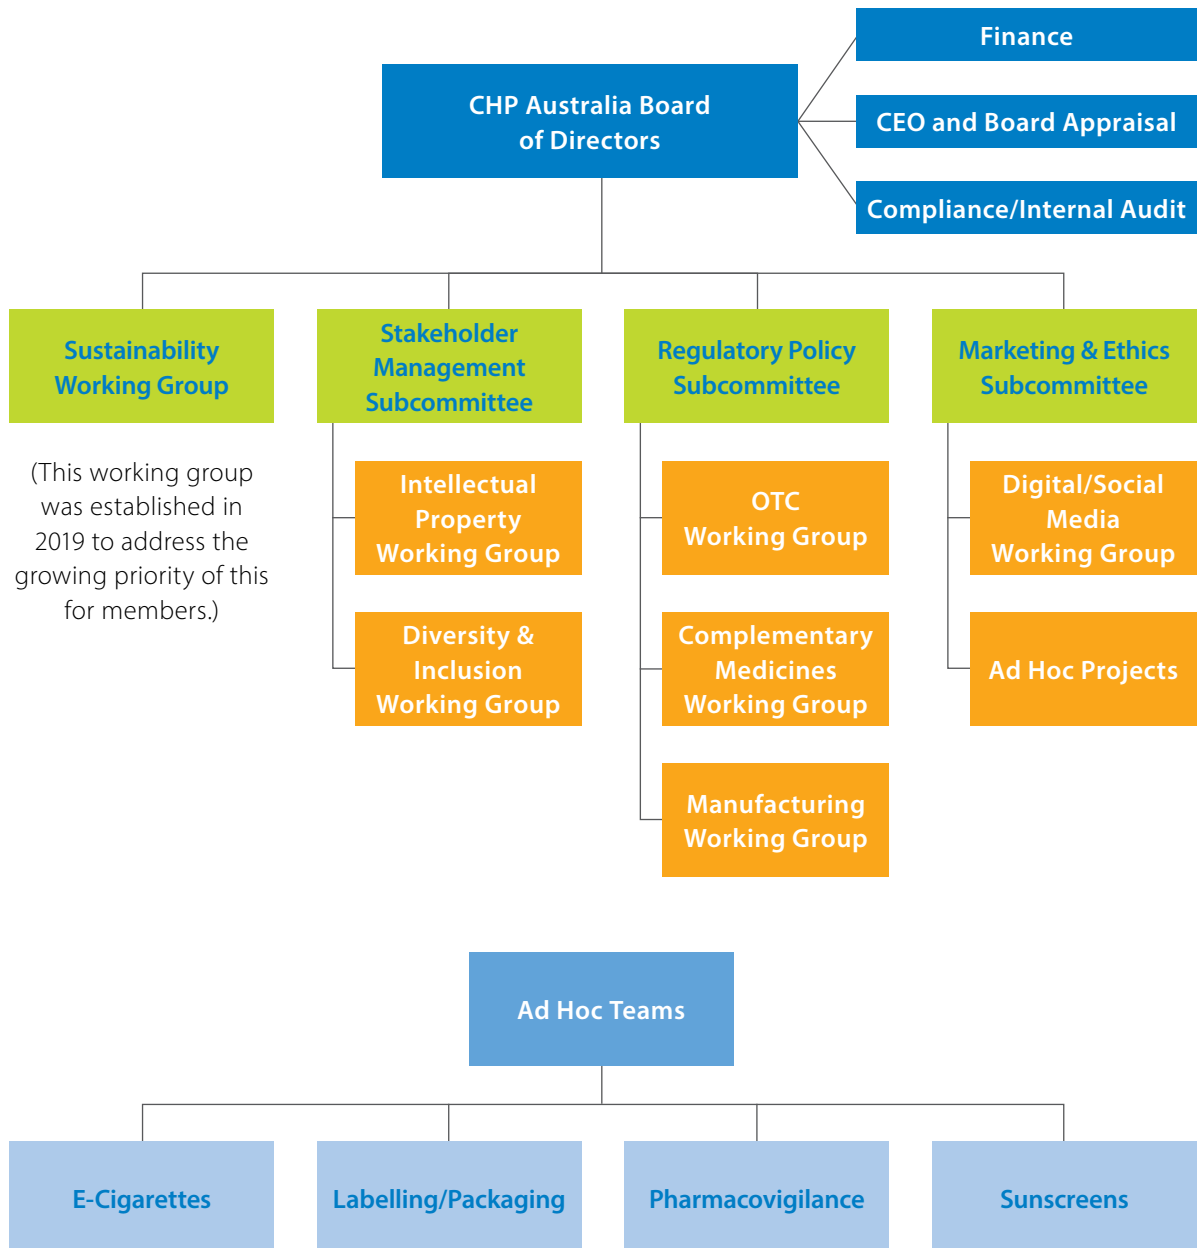 Finance
CHP Australia Board
of Directors
CEO and Board Appraisal
Compliance/Internal Audit
Sustainability
Working Group
(This working group
was established in
2019 to address the
growing priority of this
for members.)
Stakeholder
Management
Subcommittee
Intellectual
Property
Working Group
Diversity &
Inclusion
Working Group
Regulatory Policy
Subcommittee
OTC
Working Group
Complementary
Medicines
Working Group
Manufacturing
Working Group
Marketing & Ethics
Subcommittee
Digital/Social
Media
Working Group
Ad Hoc Projects
Ad Hoc Teams
E-Cigarettes
Labelling/Packaging
Pharmacovigilance
Sunscreens